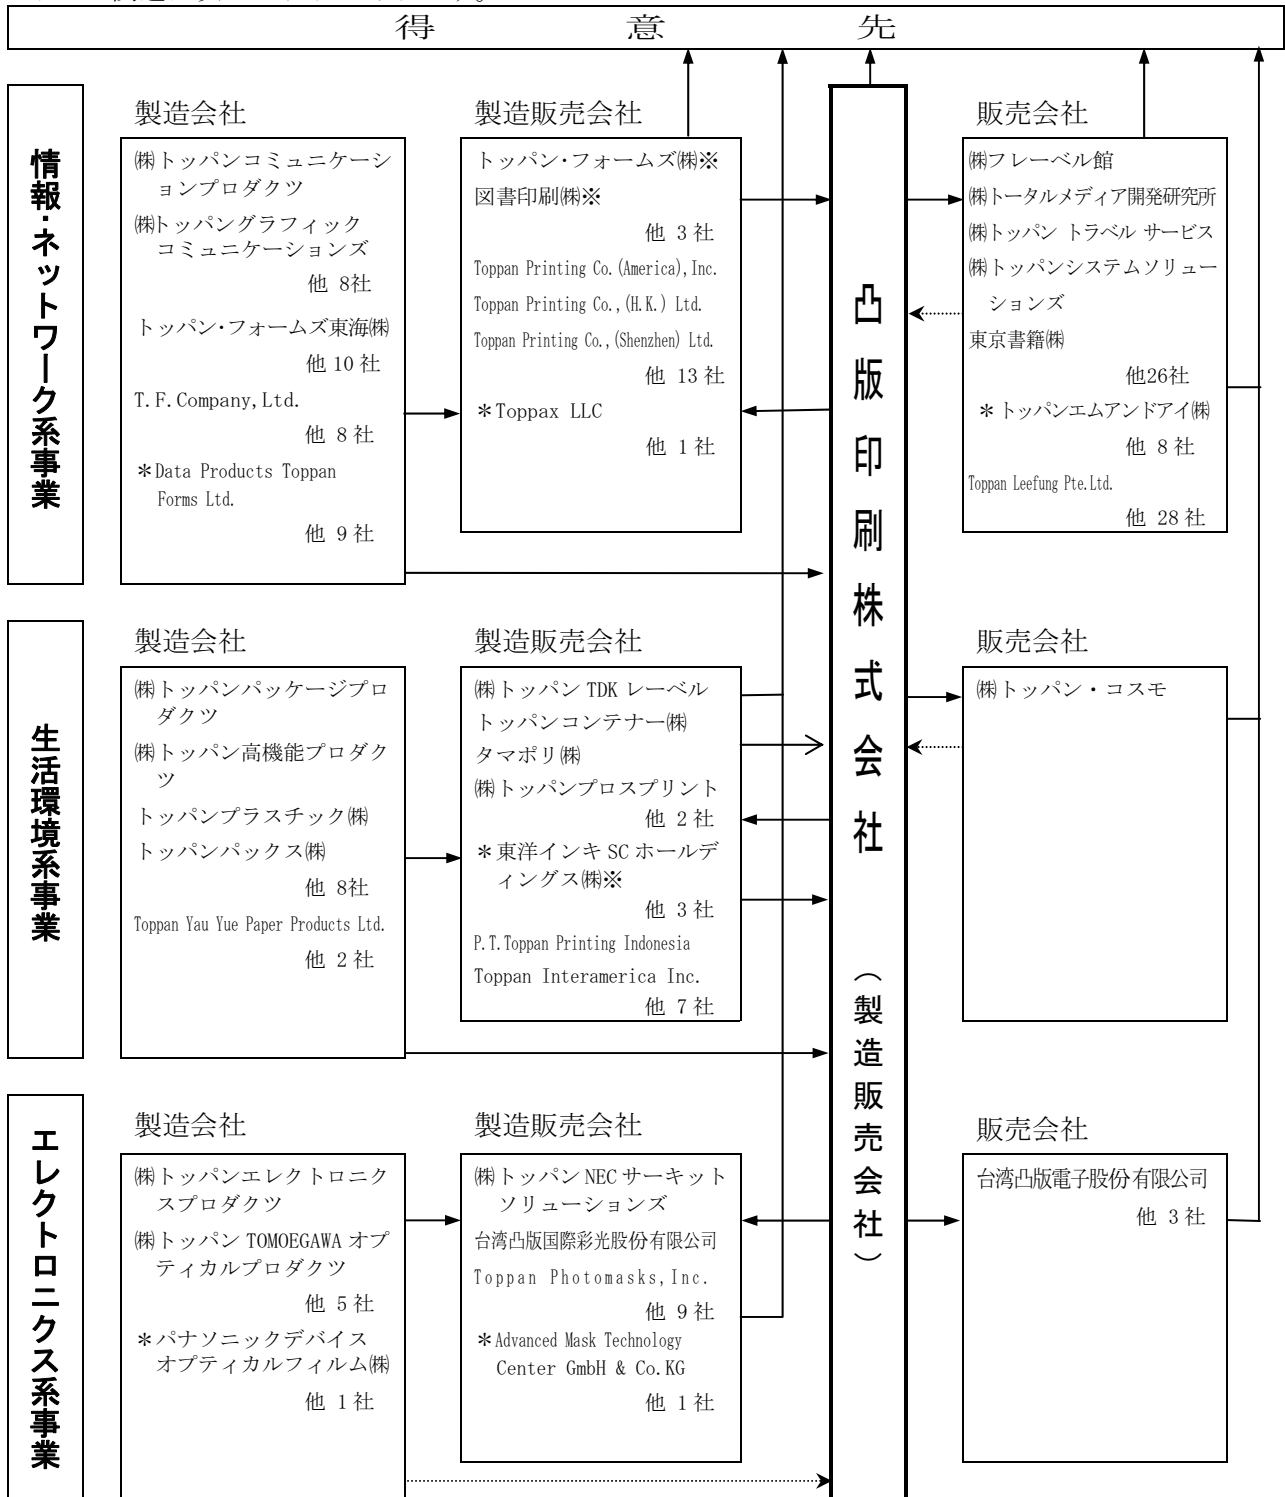 得意先
情報・ネットワーク系事業
製造会社
㈱トッパンコミュニケーシ
ョンプロダクツ
㈱トッパングラフィック
コミュニケーションズ
他 8社
トッパン・フォームズ東海㈱
他 10 社
T.F.Company,Ltd.
他 8 社
＊Data Products Toppan
Forms Ltd.
他 9 社
製造販売会社
トッパン・フォームズ㈱※
図書印刷㈱※
他 3 社
Toppan Printing Co.(America),Inc.
Toppan Printing Co.,(H.K.) Ltd.
Toppan Printing Co.,(Shenzhen) Ltd.
他 13 社
＊Toppax LLC
他 1 社
凸版印刷株式会社
（製造販売会社）
販売会社
㈱フレーベル館
㈱トータルメディア開発研究所
㈱トッパン トラベル サービス
㈱トッパンシステムソリュー
ションズ
東京書籍㈱
他26社
＊トッパンエムアンドアイ㈱
他 8 社
Toppan Leefung Pte.Ltd.
他 28 社
生活環境系事業
製造会社
㈱トッパンパッケージプロ
ダクツ
㈱トッパン高機能プロダク
ツ
トッパンプラスチック㈱
トッパンパックス㈱
他 8社
Toppan Yau Yue Paper Products Ltd.
他 2 社
製造販売会社
㈱トッパン TDK レーベル
トッパンコンテナー㈱
タマポリ㈱
㈱トッパンプロスプリント
他 2 社
＊東洋インキ SC ホールデ
ィングス㈱※
他 3 社
P.T.Toppan Printing Indonesia
Toppan Interamerica Inc.
他 7 社
販売会社
㈱トッパン・コスモ
エレクトロニクス系事業
製造会社
㈱トッパンエレクトロニク
スプロダクツ
㈱トッパン TOMOEGAWA オプ
ティカルプロダクツ
他 5 社
＊パナソニックデバイス
オプティカルフィルム㈱
他 1 社
製造販売会社
㈱トッパン NEC サーキット
ソリューションズ
台湾凸版国際彩光股份有限公司
Toppan Photomasks,Inc.
他 9 社
＊Advanced Mask Technology
Center GmbH & Co.KG
他 1 社
販売会社
台湾凸版電子股份有限公司
他 3 社